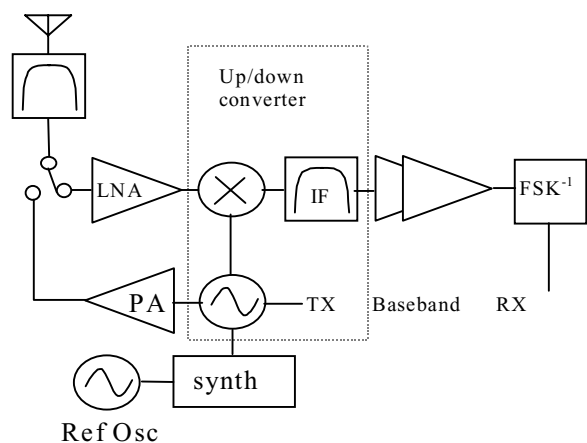 Up/down
converter
LNA
IF
FSK⁻¹
PA
TX
Baseband
RX
synth
Ref Osc